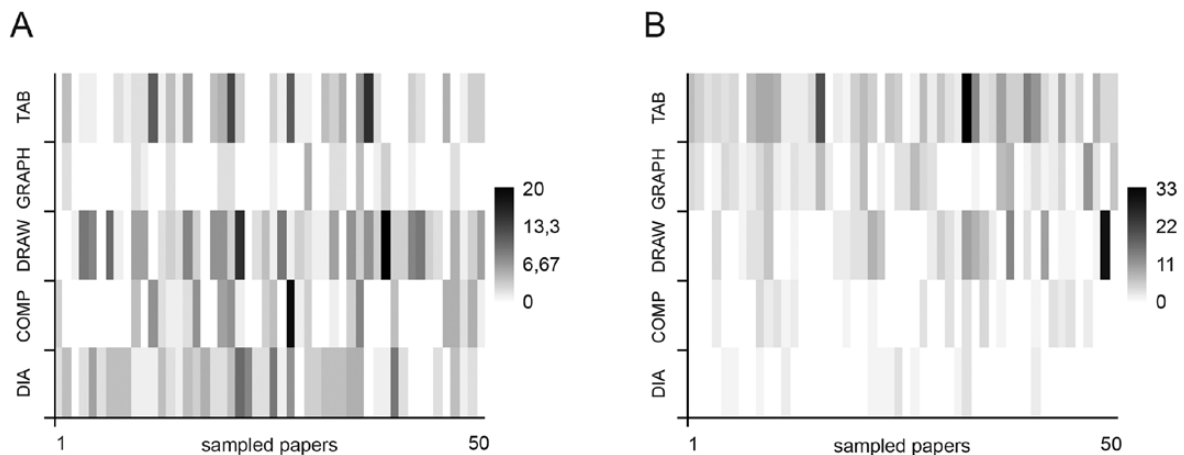 A
TAB
GRAPH
DRAW
COMP
DIA
20
13,3
6,67
0
1
sampled papers
50
B
TAB
GRAPH
DRAW
COMP
DIA
33
22
11
0
1
sampled papers
50